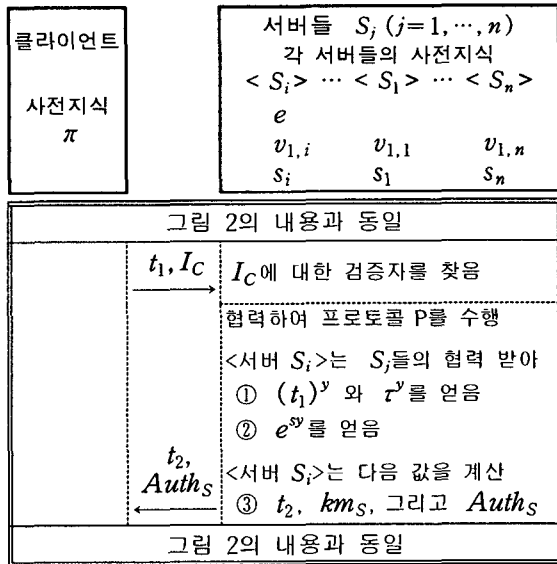 클라이언트
사전지식
π
서버들 S_j (j=1, ⋯, n)
각 서버들의 사전지식
< S_i > ⋯ < S_1 > ⋯ < S_n >
e
v_{1,i} v_{1,1} v_{1,n}
s_i s_1 s_n
그림 2의 내용과 동일
t_1, I_C
I_C에 대한 검증자를 찾음
협력하여 프로토콜 P를 수행
<서버 S_i>는 S_j들의 협력 받아
① (t_1)^y 와 τ^y를 얻음
② e^{sy}를 얻음
t_2,
Auth_S
<서버 S_i>는 다음 값을 계산
③ t_2, km_S, 그리고 Auth_S
그림 2의 내용과 동일